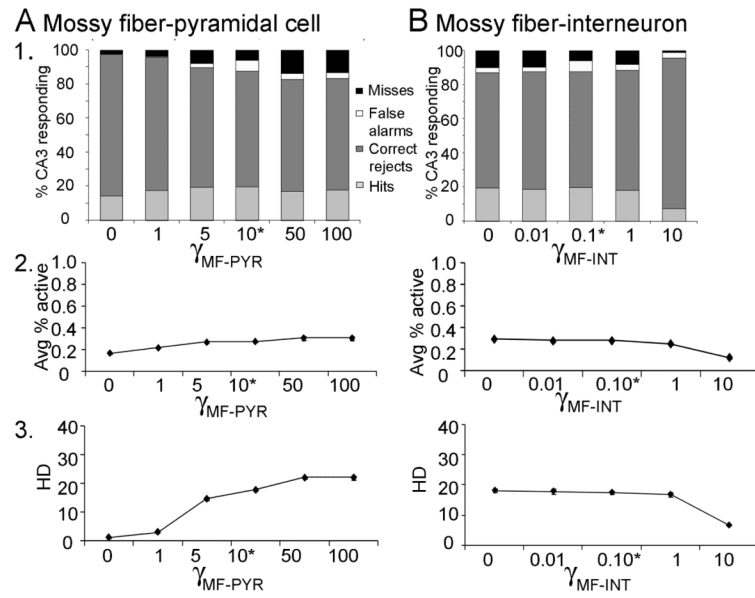 A Mossy fiber-pyramidal cell
1.
% CA3 responding
100
80
60
40
20
0
0 1 5 10* 50 100
γMF-PYR
Misses
False
alarms
Correct
rejects
Hits
2.
Avg % active
1.0
0.8
0.6
0.4
0.2
0
0 1 5 10* 50 100
γMF-PYR
3.
HD
40
30
20
10
0
0 1 5 10* 50 100
γMF-PYR
B Mossy fiber-interneuron
% CA3 responding
100
80
60
40
20
0
0 0.01 0.1* 1 10
γMF-INT
Avg % active
1.0
0.8
0.6
0.4
0.2
0
0 0.01 0.10* 1 10
γMF-INT
HD
40
30
20
10
0
0 0.01 0.10* 1 10
γMF-INT